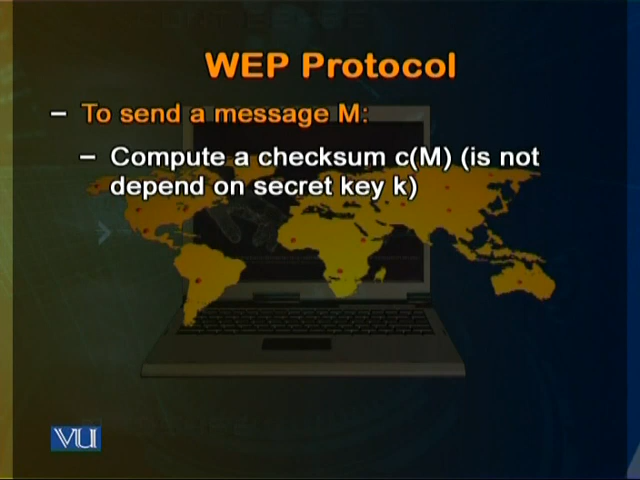 WEP Protocol
– To send a message M:
– Compute a checksum c(M) (is not
depend on secret key k)
VU